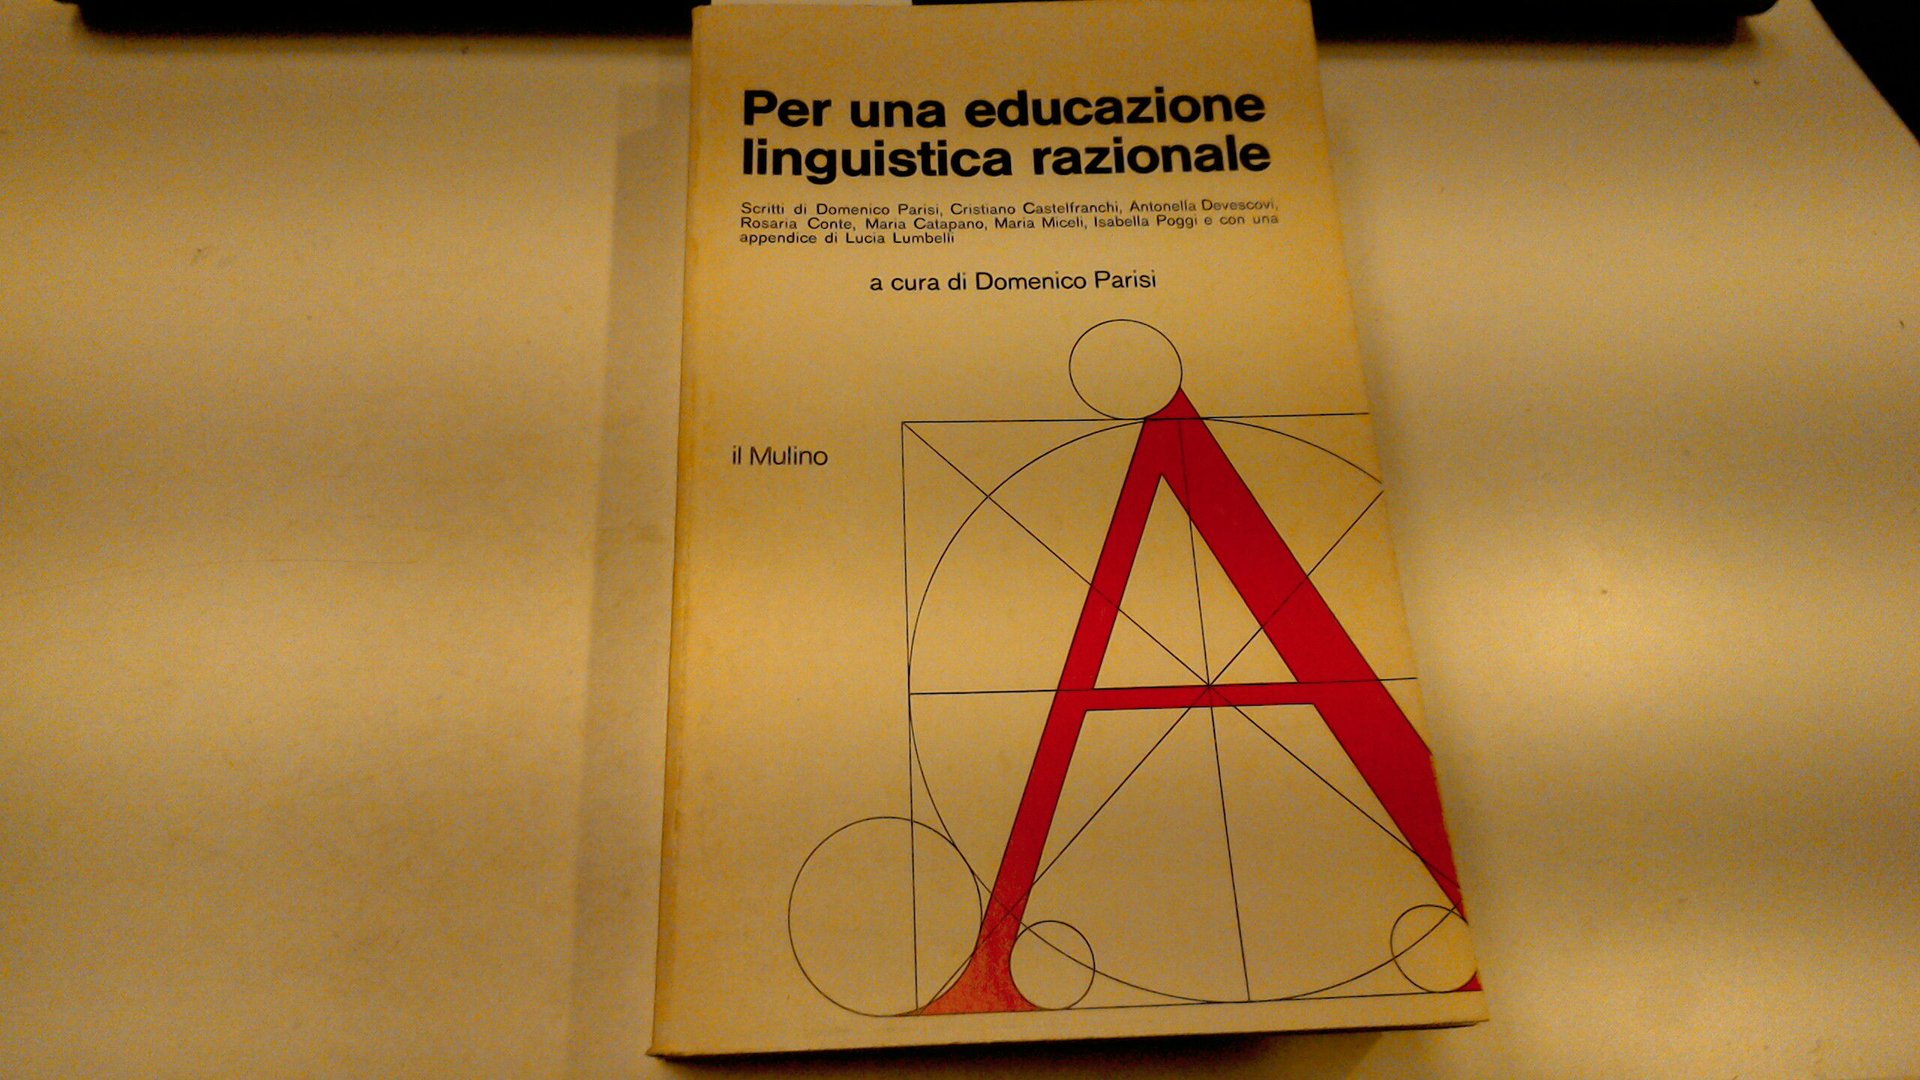 Per una educazione
linguistica razionale
Scritti di Domenico Parisi, Cristiano Castelfranchi, Antonella Devescovi,
Rosaria Conte, Maria Catapano, Maria Miceli, Isabella Poggi e con una
appendice di Lucia Lumbelli
a cura di Domenico Parisi
il Mulino
A